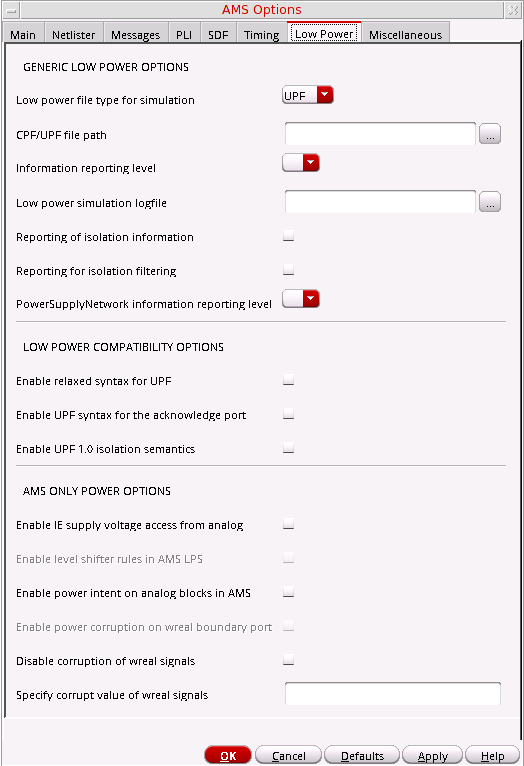 AMS Options
Main Netlister Messages PLI SDF Timing Low Power Miscellaneous
GENERIC LOW POWER OPTIONS
Low power file type for simulation UPF
CPF/UPF file path ...
Information reporting level
Low power simulation logfile ...
Reporting of isolation information
Reporting for isolation filtering
PowerSupplyNetwork information reporting level
LOW POWER COMPATIBILITY OPTIONS
Enable relaxed syntax for UPF
Enable UPF syntax for the acknowledge port
Enable UPF 1.0 isolation semantics
AMS ONLY POWER OPTIONS
Enable IE supply voltage access from analog
Enable level shifter rules in AMS LPS
Enable power intent on analog blocks in AMS
Enable power corruption on wreal boundary port
Disable corruption of wreal signals
Specify corrupt value of wreal signals
OK Cancel Defaults Apply Help